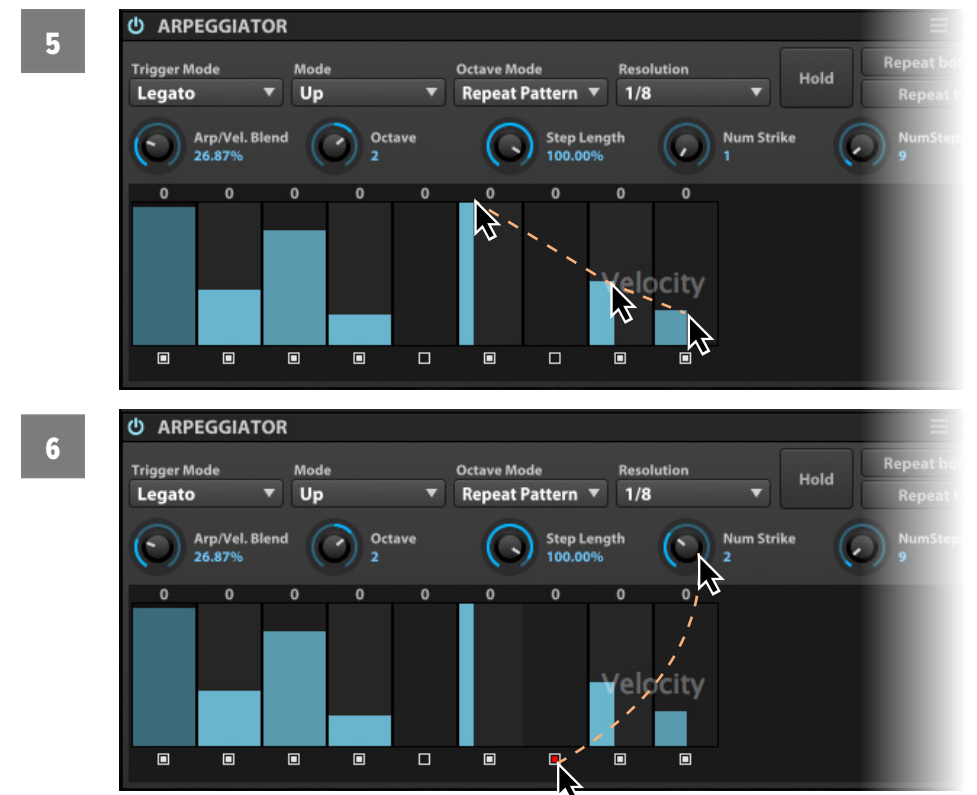 5
ARPEGGIATOR
Trigger Mode Mode Octave Mode Resolution
Legato Up Repeat Pattern 1/8
Hold
Repeat
Repeat
Arp/Vel. Blend Octave Step Length Num Strike
26.87% 2 100.00% 1 9
0 0 0 0 0 0 0 0 0
Velocity
6
ARPEGGIATOR
Trigger Mode Mode Octave Mode Resolution
Legato Up Repeat Pattern 1/8
Hold
Repeat
Repeat
Arp/Vel. Blend Octave Step Length Num Strike
26.87% 2 100.00% 2 9
0 0 0 0 0 0 0 0 0
Velocity